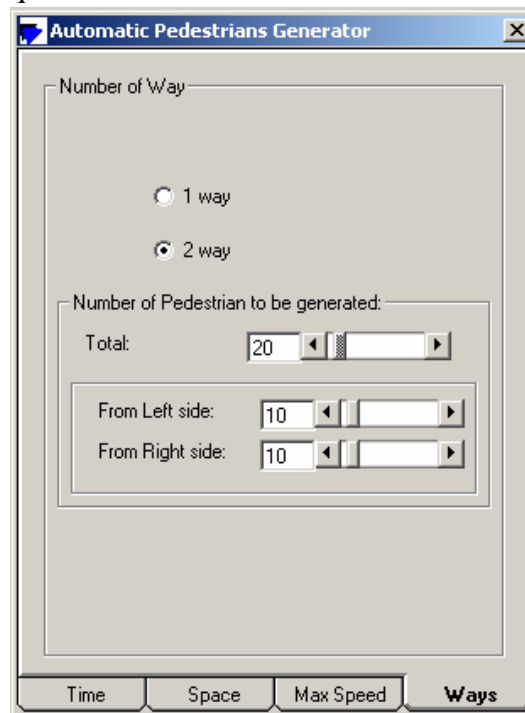 Automatic Pedestrians Generator
Number of Way
1 way
2 way
Number of Pedestrian to be generated:
Total: 20
From Left side: 10
From Right side: 10
Time Space Max Speed Ways